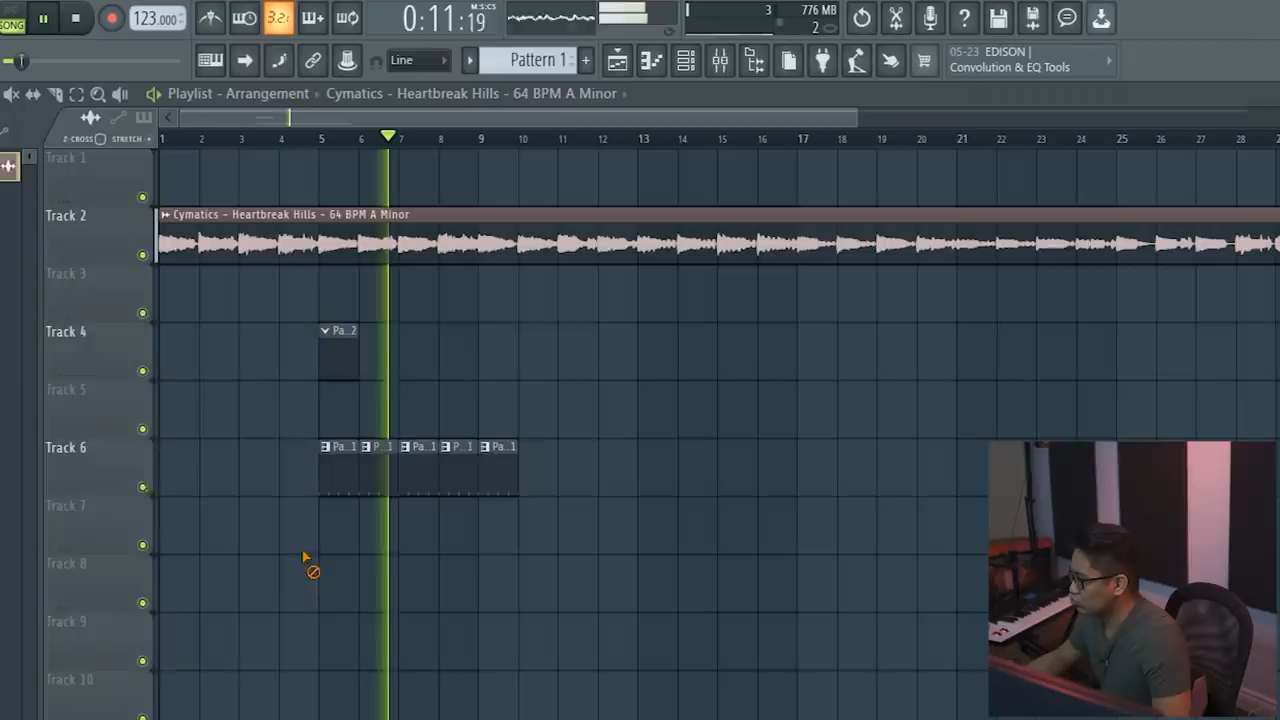 SONG
123.000
3.2.
0:11:19
M:S:CS
3
776 MB
2
Line
Pattern 1
+
05-23 EDISON |
Convolution & EQ Tools
Playlist - Arrangement › Cymatics - Heartbreak Hills - 64 BPM A Minor ›
Z-CROSS STRETCH
1 2 3 4 5 6 7 8 9 10 11 12 13 14 15 16 17 18 19 20 21 22 23 24 25 26 27 28
Track 1
Track 2
Cymatics - Heartbreak Hills - 64 BPM A Minor
Track 3
Track 4
Pa..2
Track 5
Track 6
Pa..1 P..1 Pa..1 P..1 Pa..1
Track 7
Track 8
Track 9
Track 10